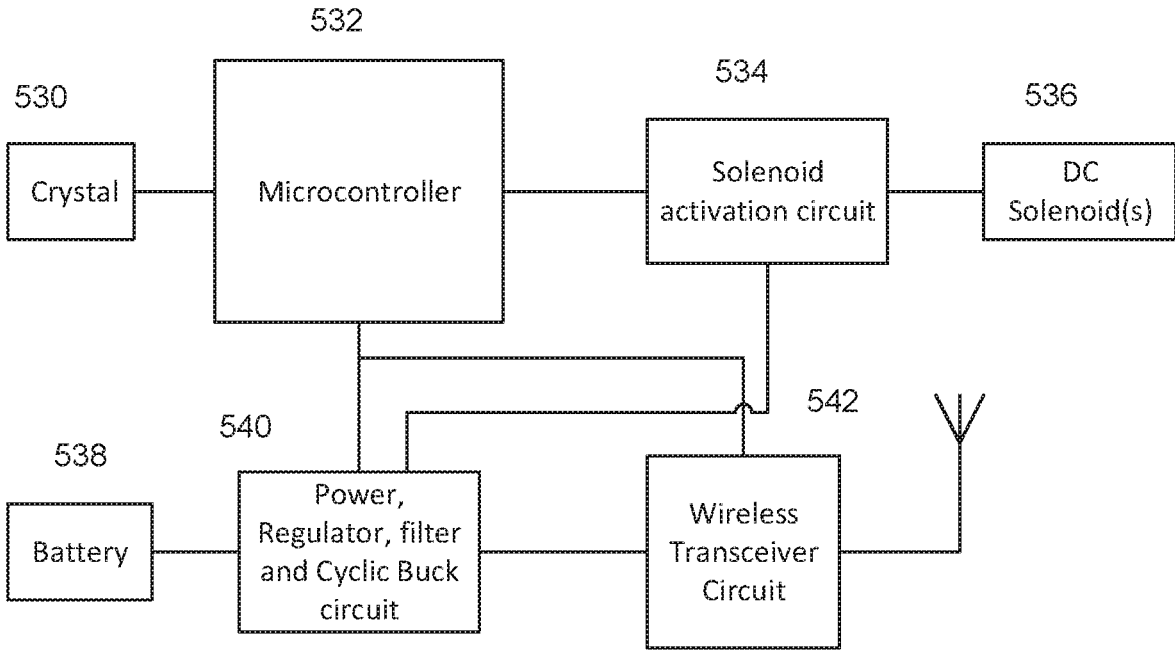 532
534
530
536
Crystal
Microcontroller
Solenoid
activation circuit
DC
Solenoid(s)
542
540
538
Battery
Power,
Regulator, filter
and Cyclic Buck
circuit
Wireless
Transceiver
Circuit